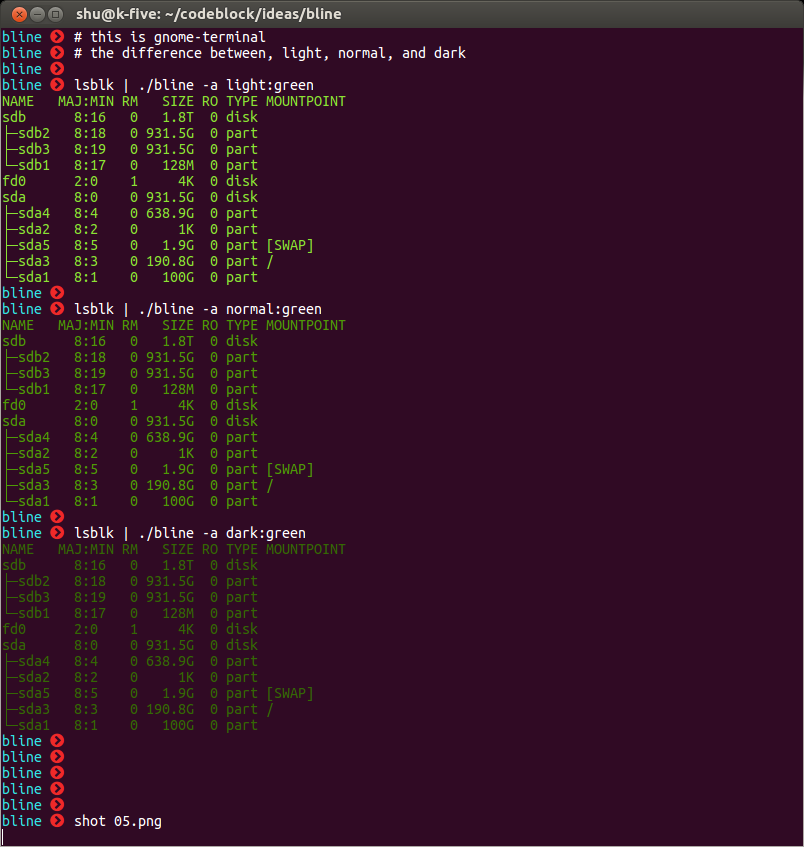 shu@k-five: ~/codeblock/ideas/bline
bline # this is gnome-terminal
bline # the difference between, light, normal, and dark
bline
bline lsblk | ./bline -a light:green
NAME   MAJ:MIN RM   SIZE RO TYPE MOUNTPOINT
sdb      8:16   0   1.8T  0 disk
├─sdb2   8:18   0 931.5G  0 part
├─sdb3   8:19   0 931.5G  0 part
└─sdb1   8:17   0   128M  0 part
fd0      2:0    1     4K  0 disk
sda      8:0    0 931.5G  0 disk
├─sda4   8:4    0 638.9G  0 part
├─sda2   8:2    0     1K  0 part
├─sda5   8:5    0   1.9G  0 part [SWAP]
├─sda3   8:3    0 190.8G  0 part /
└─sda1   8:1    0   100G  0 part
bline
bline lsblk | ./bline -a normal:green
NAME   MAJ:MIN RM   SIZE RO TYPE MOUNTPOINT
sdb      8:16   0   1.8T  0 disk
├─sdb2   8:18   0 931.5G  0 part
├─sdb3   8:19   0 931.5G  0 part
└─sdb1   8:17   0   128M  0 part
fd0      2:0    1     4K  0 disk
sda      8:0    0 931.5G  0 disk
├─sda4   8:4    0 638.9G  0 part
├─sda2   8:2    0     1K  0 part
├─sda5   8:5    0   1.9G  0 part [SWAP]
├─sda3   8:3    0 190.8G  0 part /
└─sda1   8:1    0   100G  0 part
bline
bline lsblk | ./bline -a dark:green
NAME   MAJ:MIN RM   SIZE RO TYPE MOUNTPOINT
sdb      8:16   0   1.8T  0 disk
├─sdb2   8:18   0 931.5G  0 part
├─sdb3   8:19   0 931.5G  0 part
└─sdb1   8:17   0   128M  0 part
fd0      2:0    1     4K  0 disk
sda      8:0    0 931.5G  0 disk
├─sda4   8:4    0 638.9G  0 part
├─sda2   8:2    0     1K  0 part
├─sda5   8:5    0   1.9G  0 part [SWAP]
├─sda3   8:3    0 190.8G  0 part /
└─sda1   8:1    0   100G  0 part
bline
bline
bline
bline
bline
bline shot 05.png